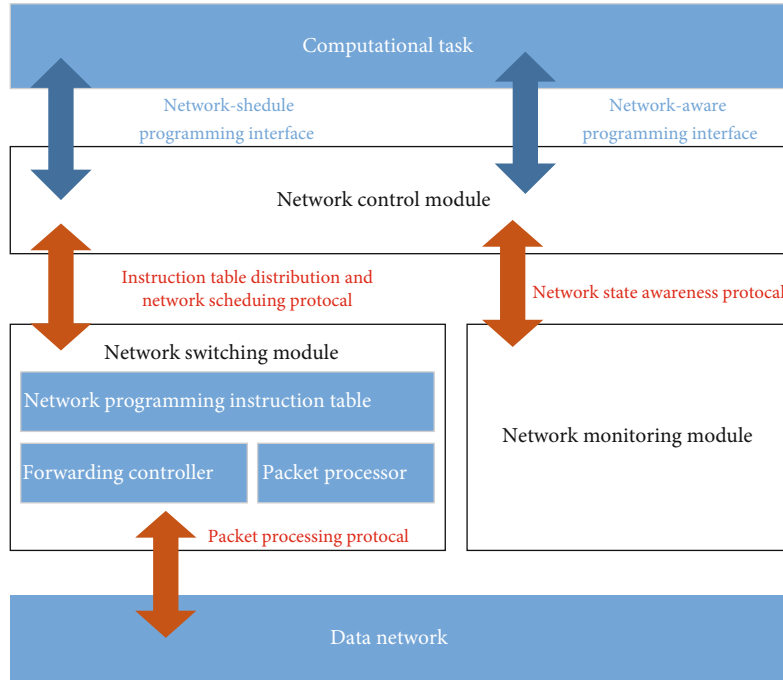 Computational task
Network-shedule
programming interface
Network-aware
programming interface
Network control module
Instruction table distribution and
network scheduing protocal
Network state awareness protocal
Network switching module
Network programming instruction table
Forwarding controller
Packet processor
Network monitoring module
Packet processing protocal
Data network